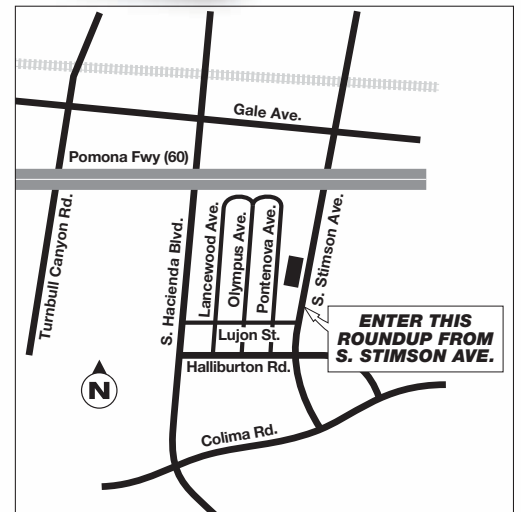 Gale Ave.
Pomona Fwy (60)
Turnbull Canyon Rd.
S. Hacienda Blvd.
Lancewood Ave.
Olympus Ave.
Pontenova Ave.
S. Stimson Ave.
ENTER THIS
ROUNDUP FROM
S. STIMSON AVE.
Lujon St.
Halliburton Rd.
N
Colima Rd.